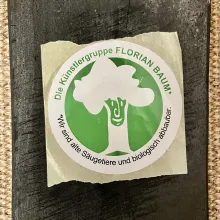 Die Künstlergruppe FLORIAN BAUM*
*Wir sind alle Säugetiere und biologisch abbaubar.